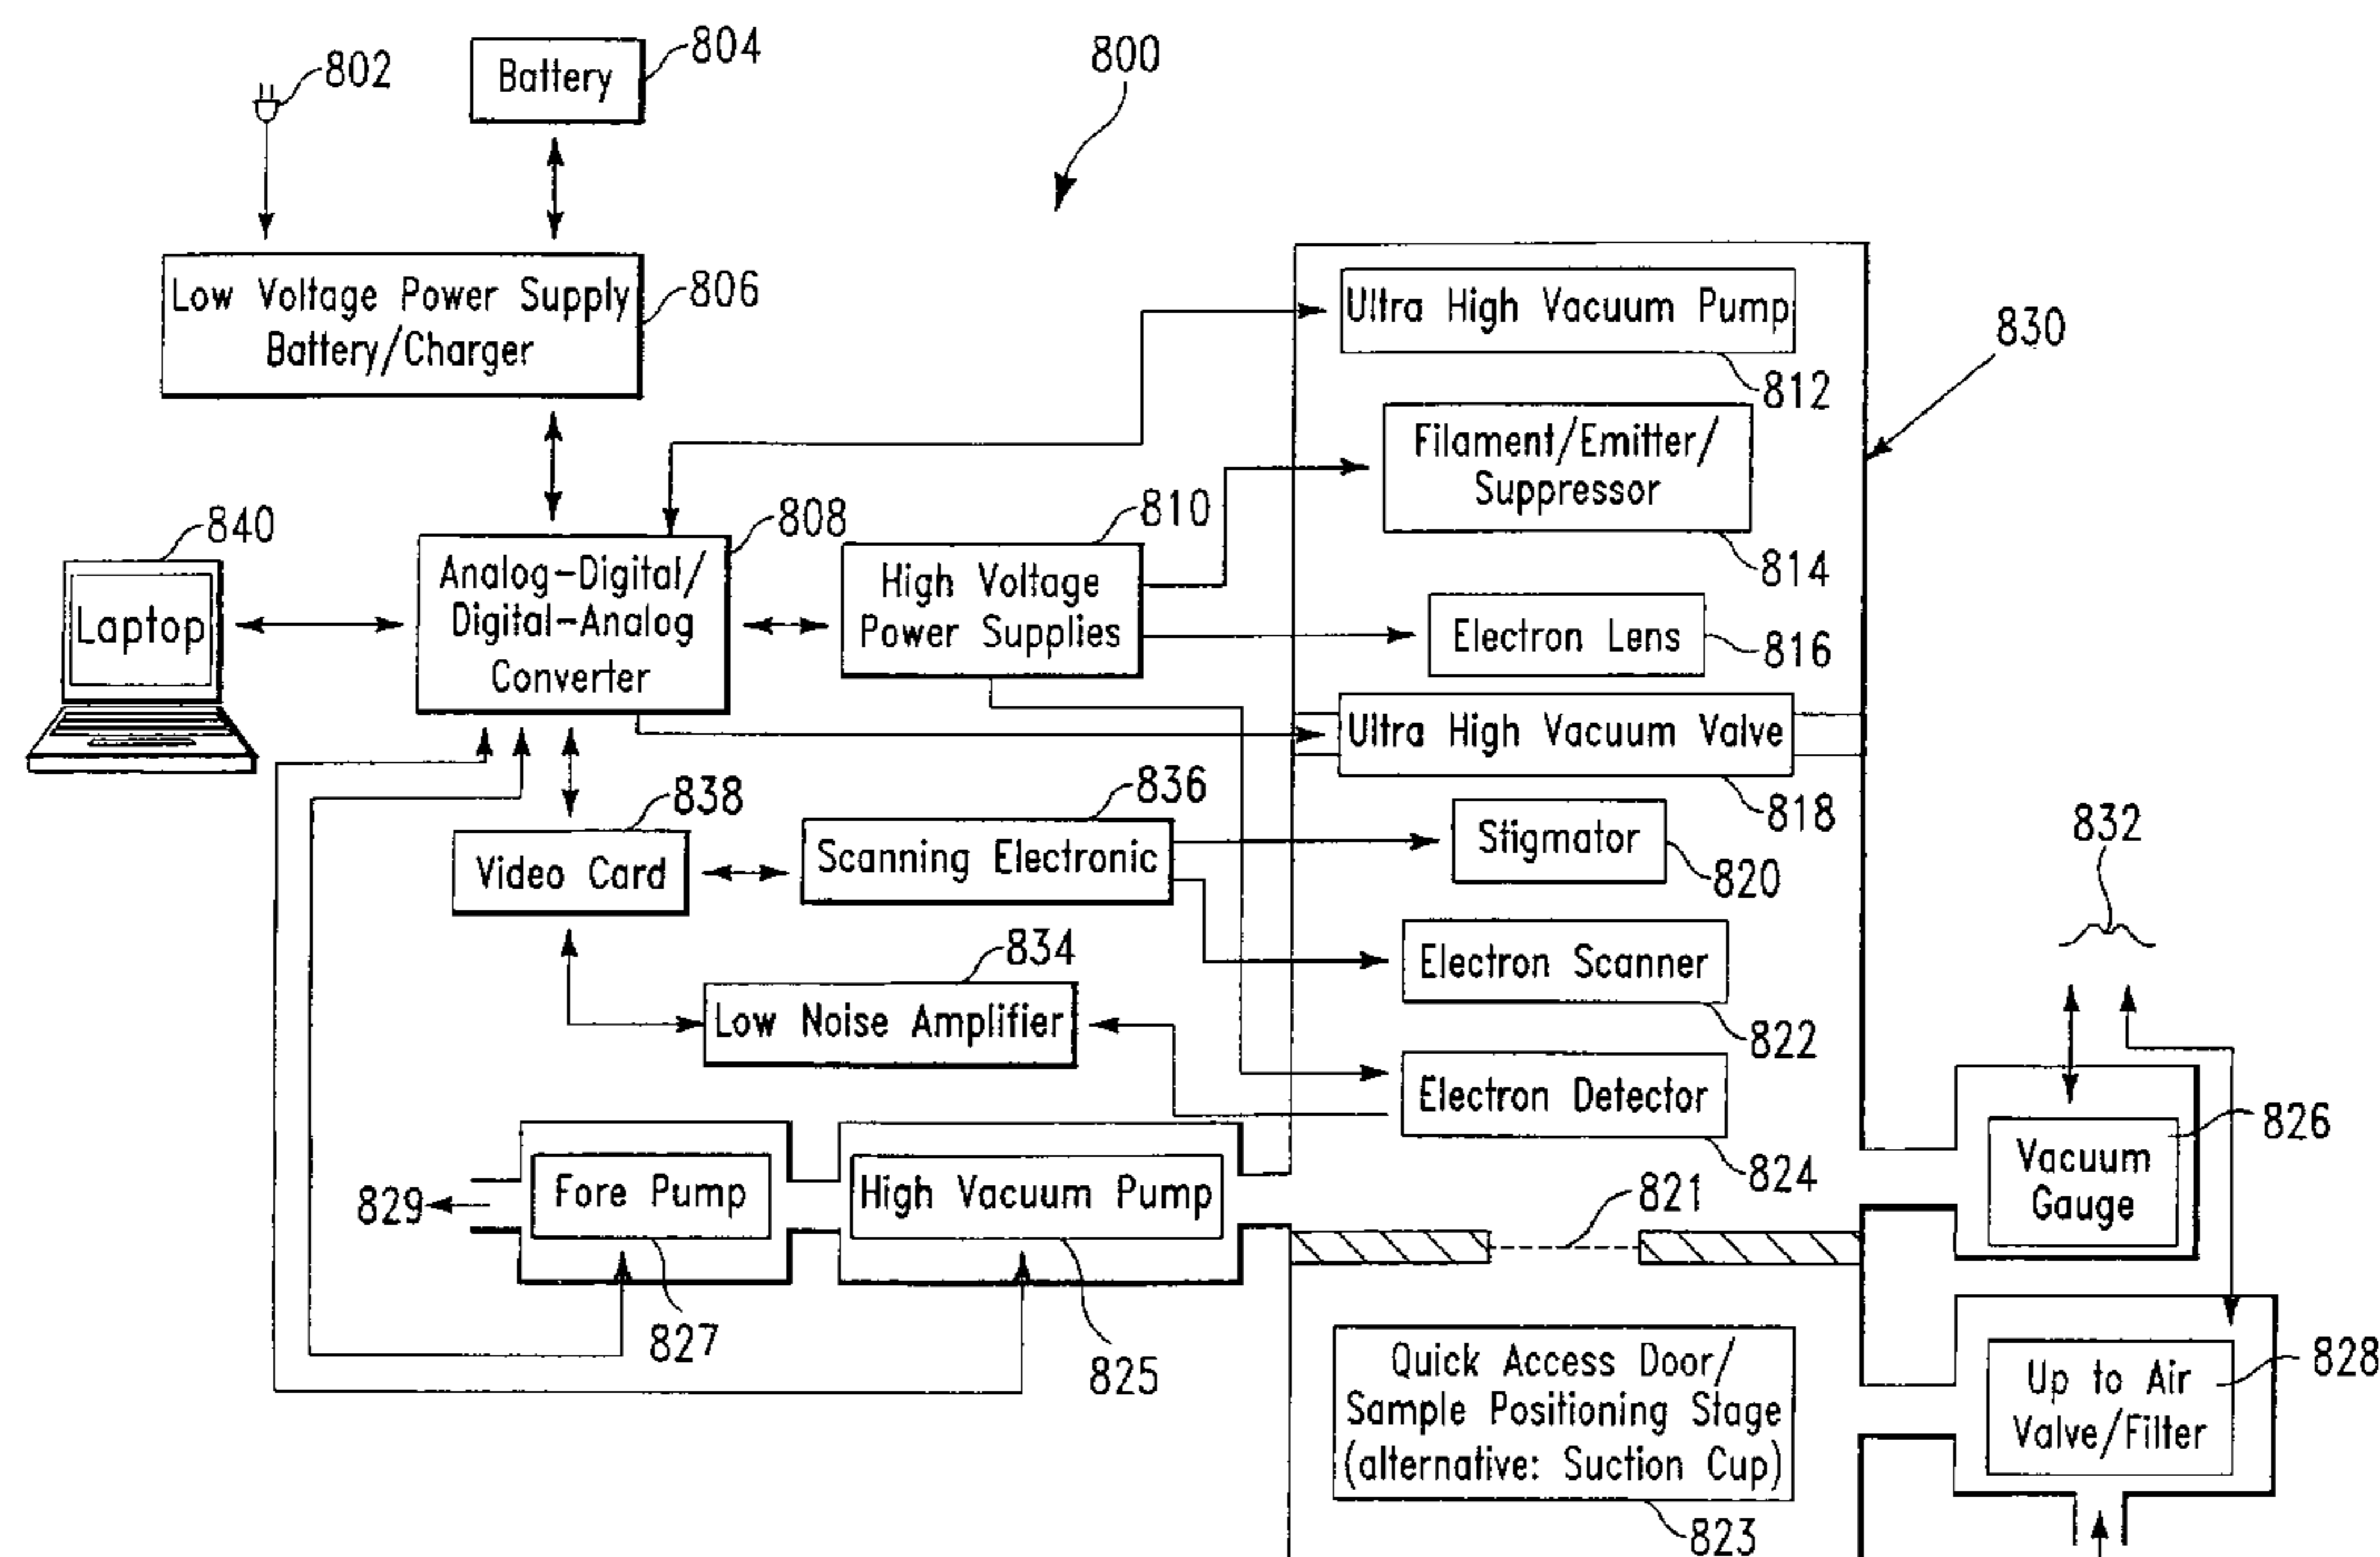 802
Battery
804
800
Low Voltage Power Supply
Battery/Charger
806
Ultra High Vacuum Pump
812
830
Filament/Emitter/
Suppressor
814
840
Laptop
Analog-Digital/
Digital-Analog
Converter
808
High Voltage
Power Supplies
810
Electron Lens
816
Ultra High Vacuum Valve
818
838
Video Card
836
Scanning Electronic
Stigmator
820
832
834
Low Noise Amplifier
Electron Scanner
822
Electron Detector
824
Vacuum
Gauge
826
829
Fore Pump
827
High Vacuum Pump
825
821
Quick Access Door/
Sample Positioning Stage
(alternative: Suction Cup)
823
Up to Air
Valve/Filter
828